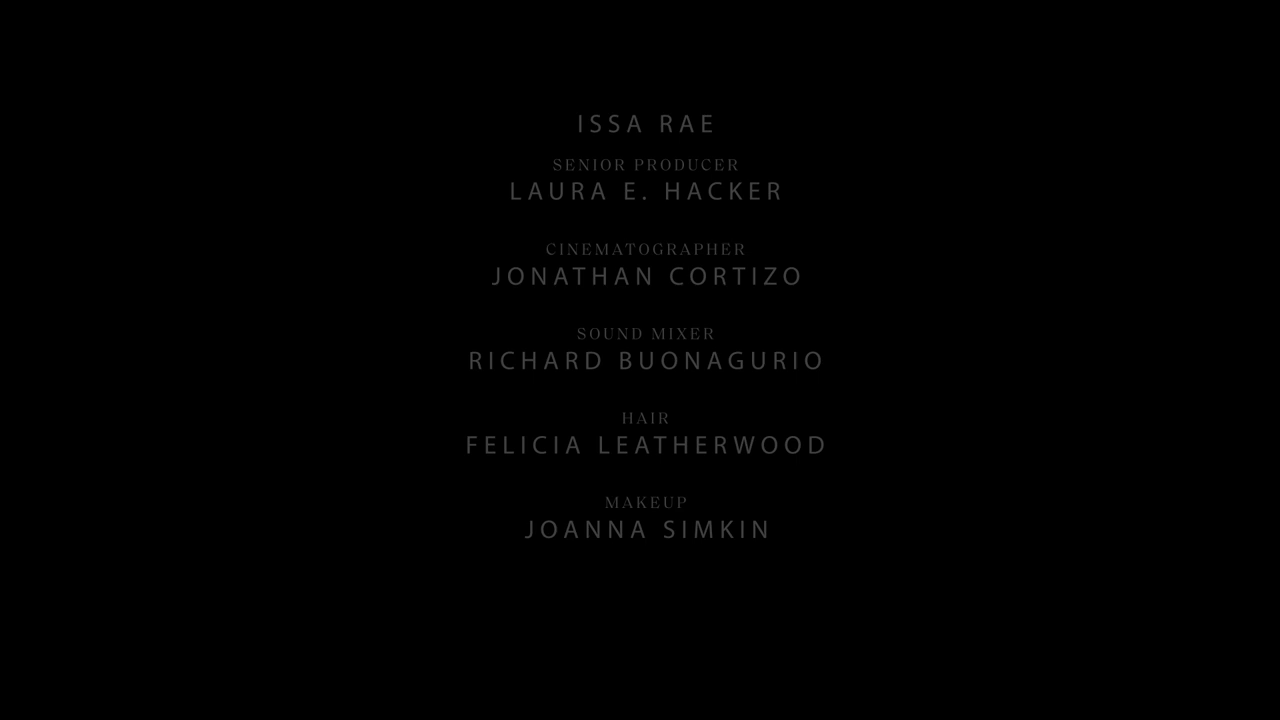 ISSA RAE
SENIOR PRODUCER
LAURA E. HACKER
CINEMATOGRAPHER
JONATHAN CORTIZO
SOUND MIXER
RICHARD BUONAGURIO
HAIR
FELICIA LEATHERWOOD
MAKEUP
JOANNA SIMKIN